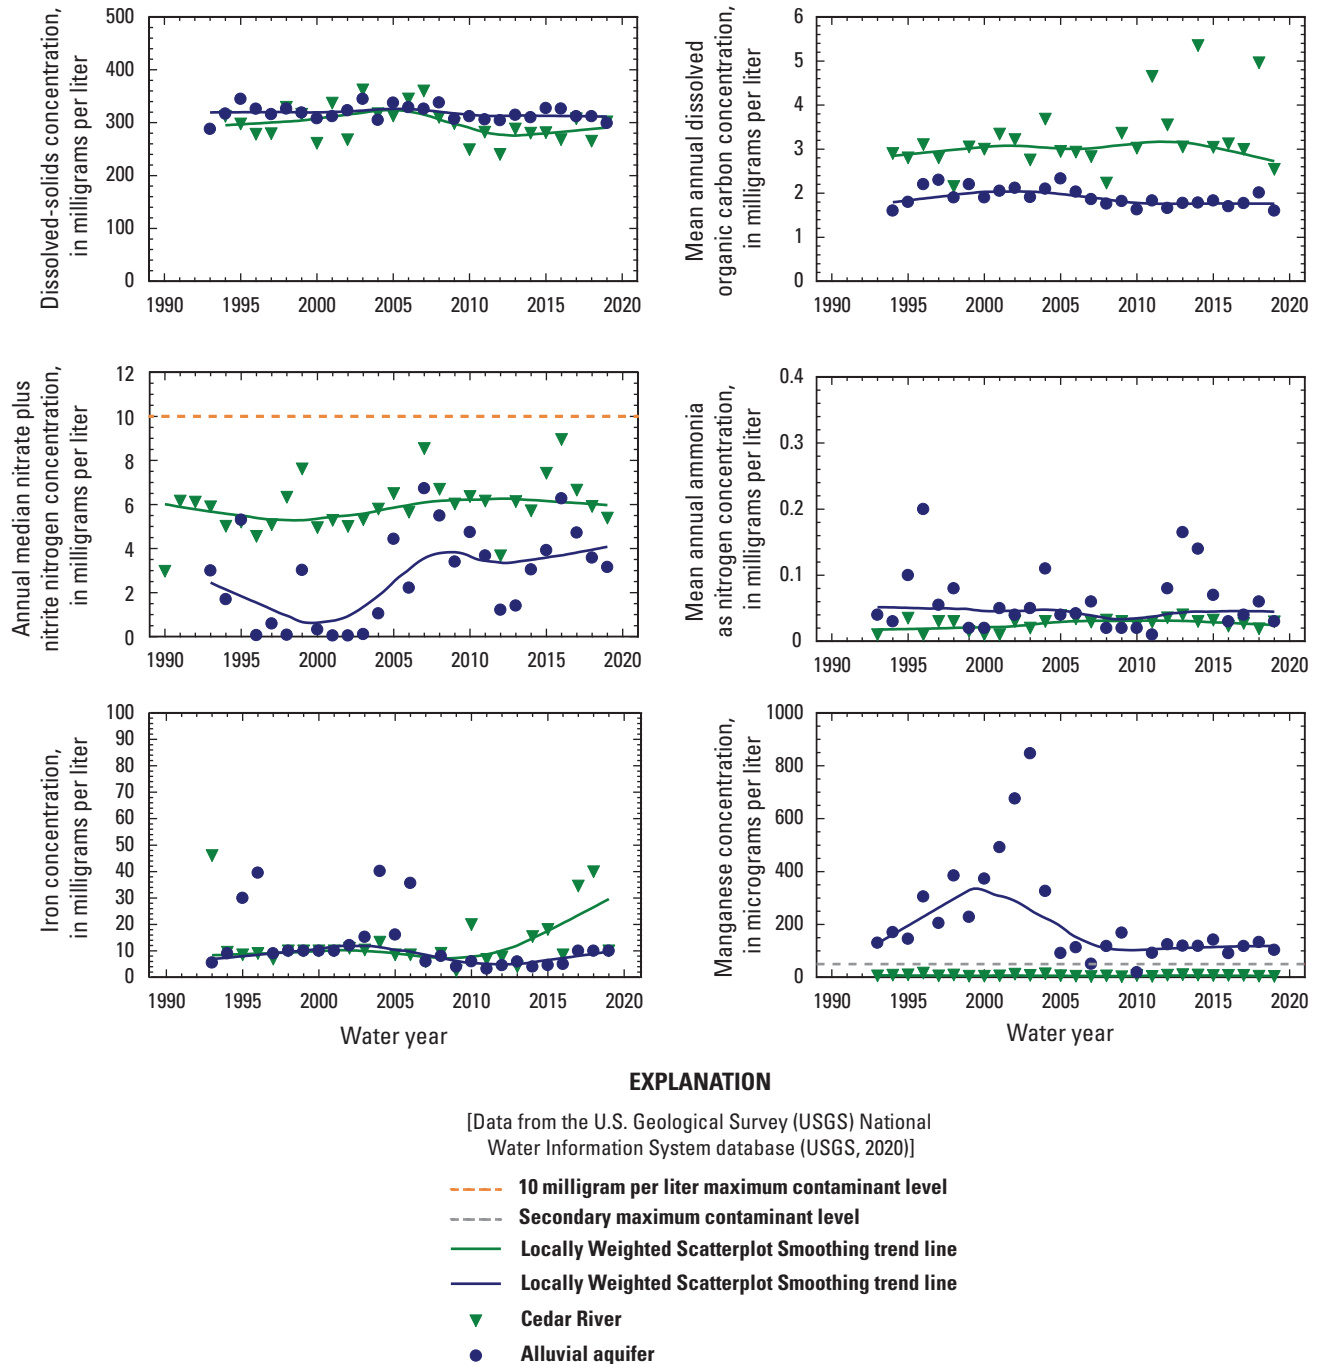 Dissolved-solids concentration,
in milligrams per liter
500
400
300
200
100
0
1990 1995 2000 2005 2010 2015 2020
Mean annual dissolved
organic carbon concentration,
in milligrams per liter
6
5
4
3
2
1
0
1990 1995 2000 2005 2010 2015 2020
Annual median nitrate plus
nitrite nitrogen concentration,
in milligrams per liter
12
10
8
6
4
2
0
1990 1995 2000 2005 2010 2015 2020
Mean annual ammonia
as nitrogen concentration,
in milligrams per liter
0.4
0.3
0.2
0.1
0
1990 1995 2000 2005 2010 2015 2020
Iron concentration,
in milligrams per liter
100
90
80
70
60
50
40
30
20
10
0
1990 1995 2000 2005 2010 2015 2020
Water year
Manganese concentration,
in micrograms per liter
1000
800
600
400
200
0
1990 1995 2000 2005 2010 2015 2020
Water year
EXPLANATION
[Data from the U.S. Geological Survey (USGS) National
Water Information System database (USGS, 2020)]
10 milligram per liter maximum contaminant level
Secondary maximum contaminant level
Locally Weighted Scatterplot Smoothing trend line
Locally Weighted Scatterplot Smoothing trend line
Cedar River
Alluvial aquifer